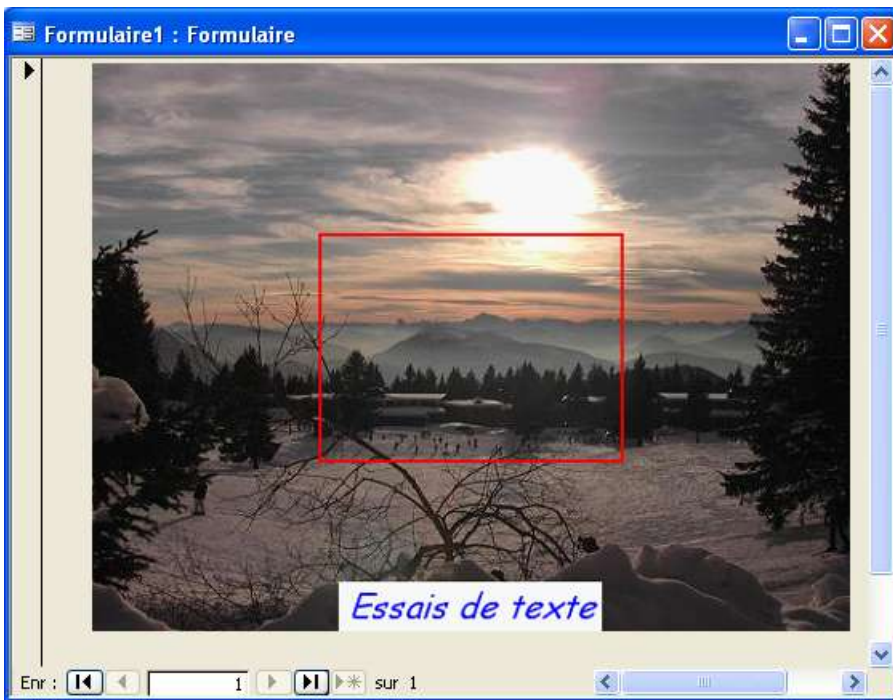 Formulaire1 : Formulaire
Essais de texte
Enr : 1 sur 1